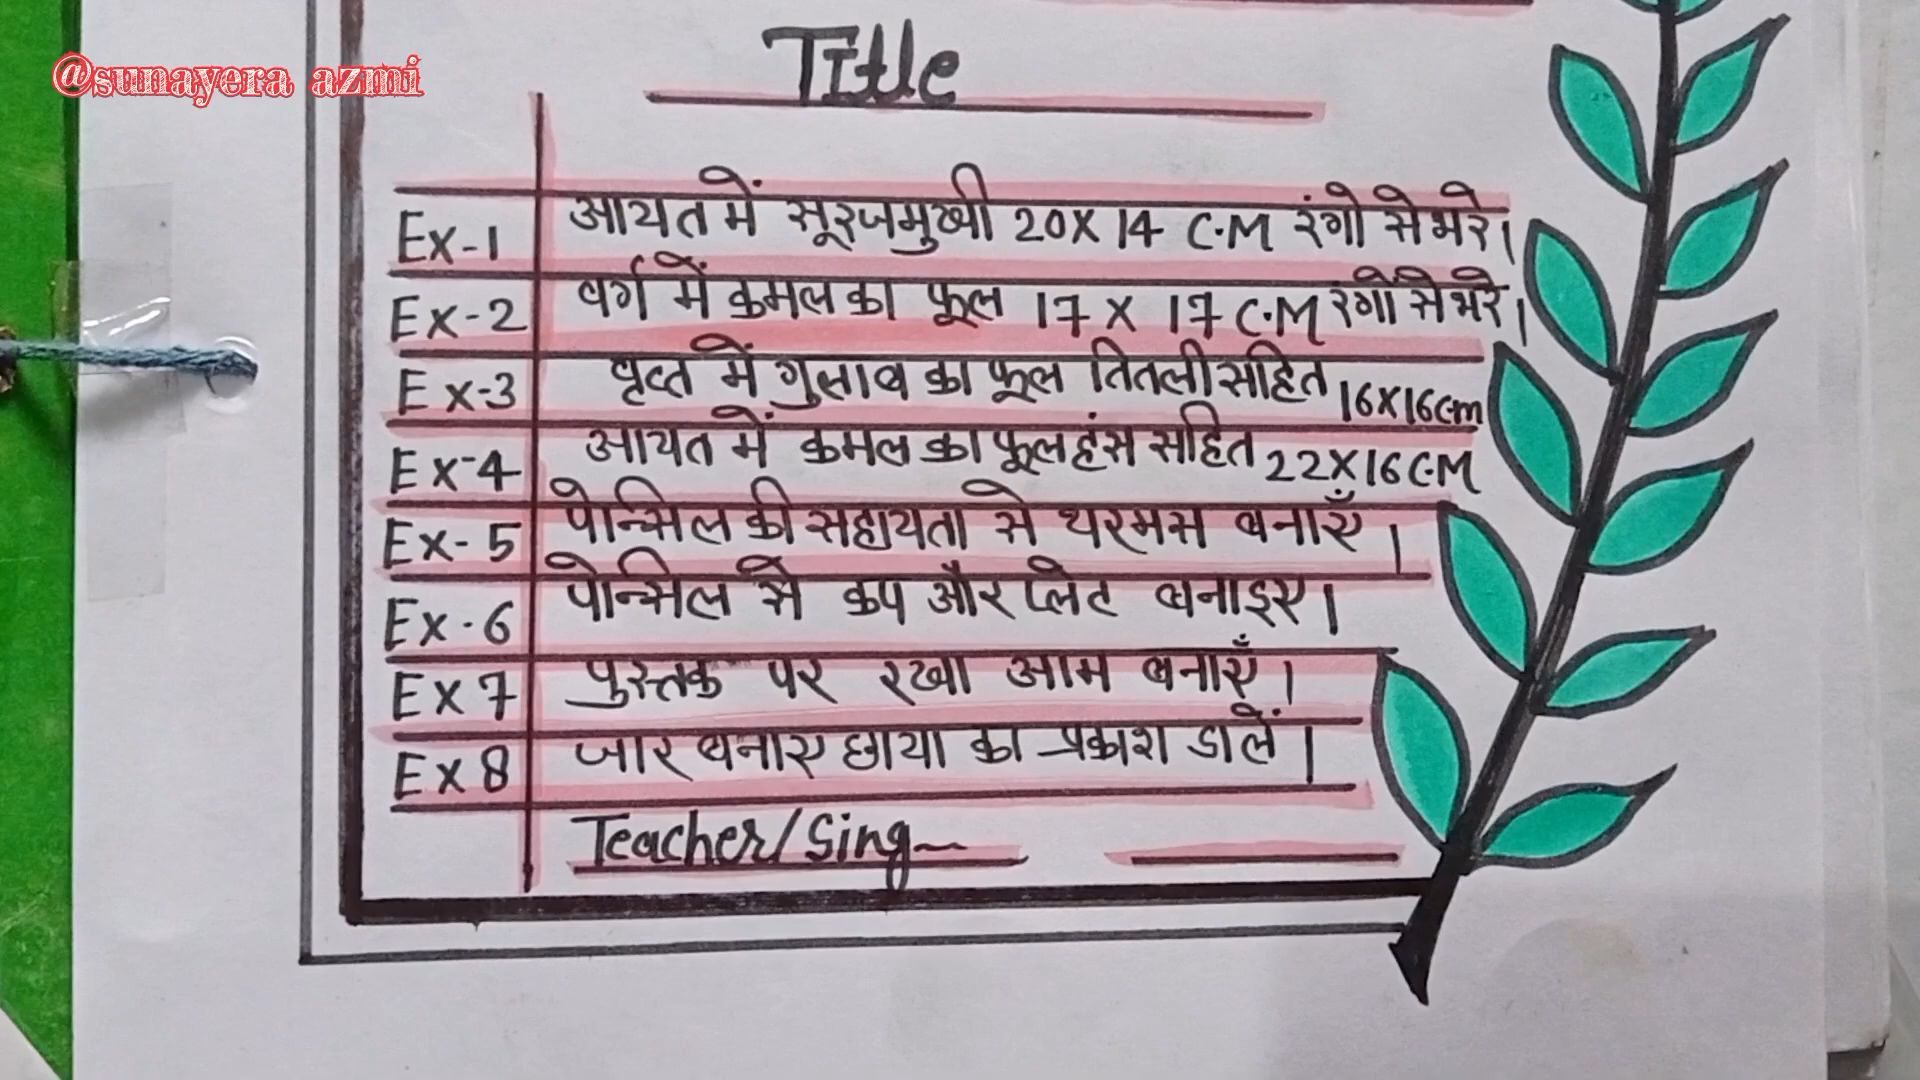 @sunayera azmi
Title
Ex-1 आयत में सूरजमुखी 20X14 C.M रंगो से भरे।
Ex-2 वर्ग में कमल का फूल 17 X 17 C.M रंगो से भरे।
Ex-3 वृत्त में गुलाब का फूल तितली सहित 16X16cm
Ex-4 आयत में कमल का फूल हंस सहित 22X16 C.M
Ex-5 पेन्सिल की सहायता से थरमस बनाएँ।
Ex-6 पेन्सिल से कप और प्लेट बनाइए।
Ex 7 पुस्तक पर रखा आम बनाएँ।
Ex 8 जार बनाए छाया का प्रकाश डालें।
Teacher/Sing